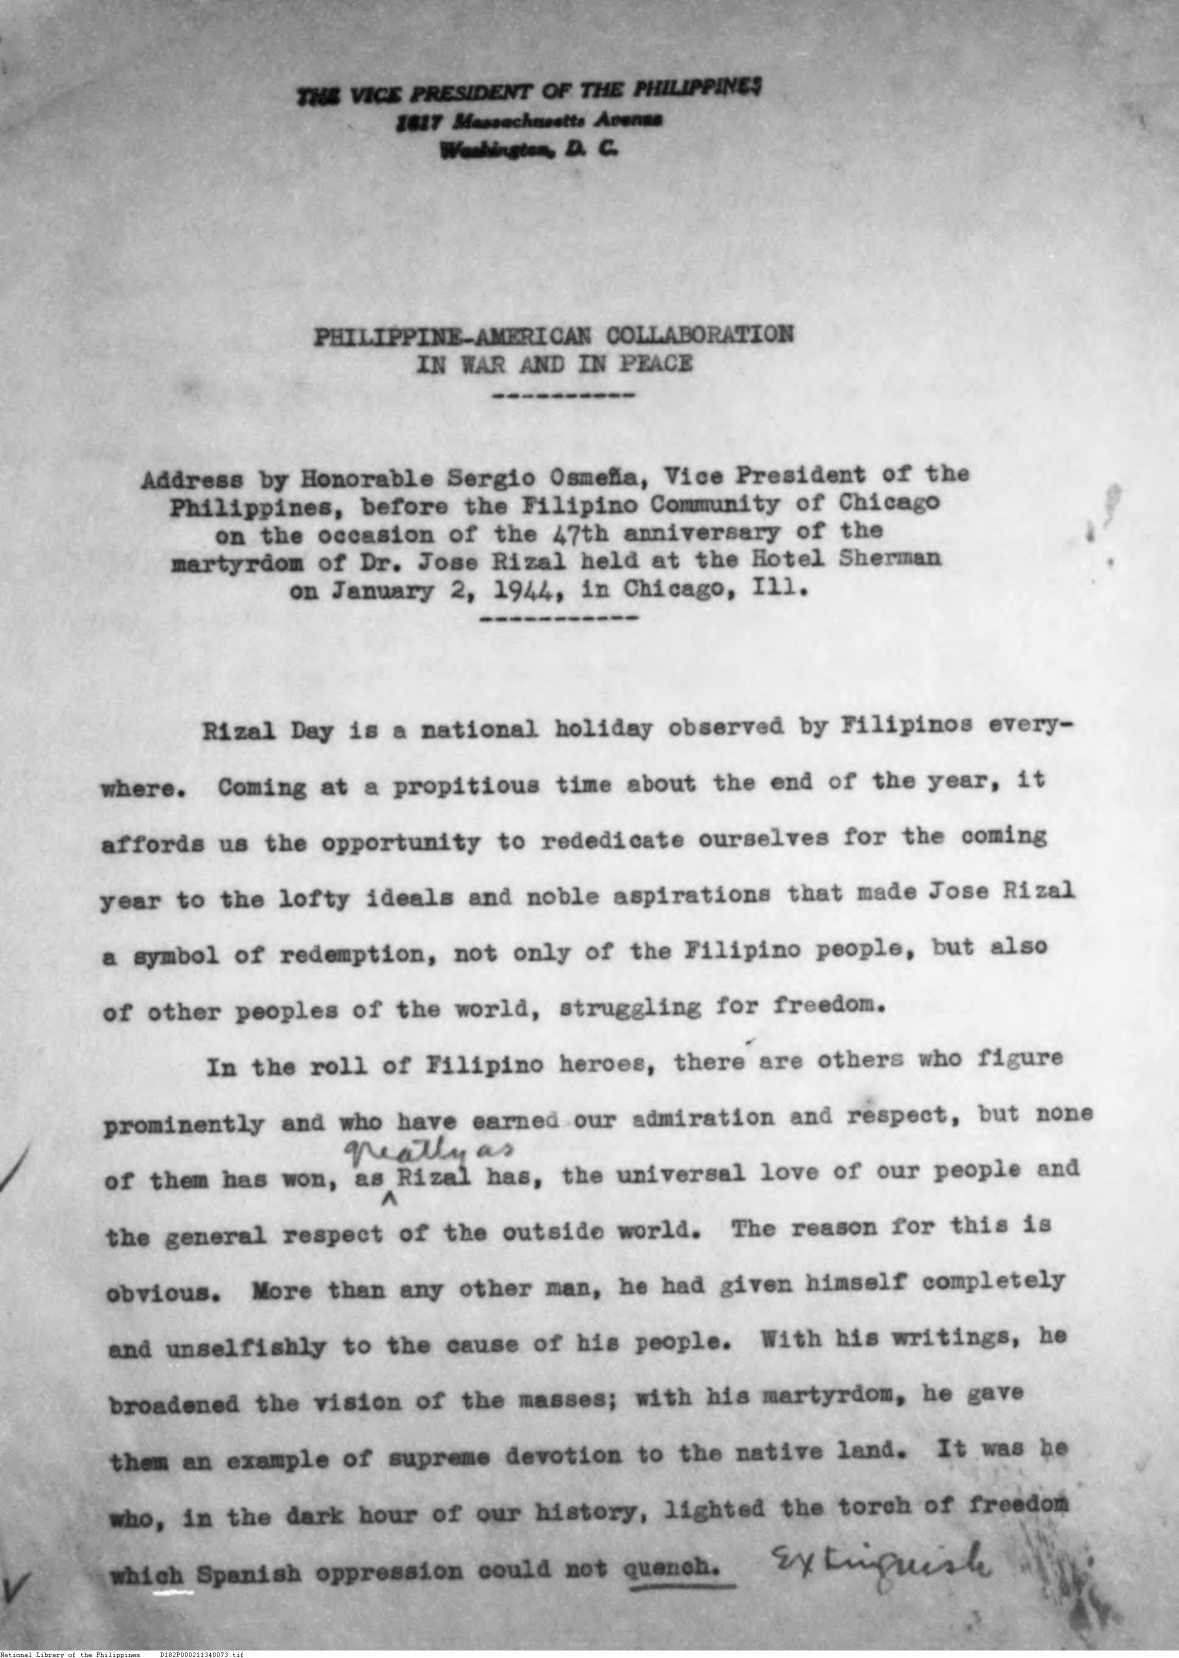 THE VICE PRESIDENT OF THE PHILIPPINES
1617 Massachusetts Avenue
Washington, D. C.
PHILIPPINE-AMERICAN COLLABORATION
IN WAR AND IN PEACE
----------
Address by Honorable Sergio Osmeña, Vice President of the
Philippines, before the Filipino Community of Chicago
on the occasion of the 47th anniversary of the
martyrdom of Dr. Jose Rizal held at the Hotel Sherman
on January 2, 1944, in Chicago, Ill.
-----------
Rizal Day is a national holiday observed by Filipinos every-
where. Coming at a propitious time about the end of the year, it
affords us the opportunity to rededicate ourselves for the coming
year to the lofty ideals and noble aspirations that made Jose Rizal
a symbol of redemption, not only of the Filipino people, but also
of other peoples of the world, struggling for freedom.
In the roll of Filipino heroes, there are others who figure
prominently and who have earned our admiration and respect, but none
greatly as
of them has won, as Rizal has, the universal love of our people and
the general respect of the outside world. The reason for this is
obvious. More than any other man, he had given himself completely
and unselfishly to the cause of his people. With his writings, he
broadened the vision of the masses; with his martyrdom, he gave
them an example of supreme devotion to the native land. It was he
who, in the dark hour of our history, lighted the torch of freedom
which Spanish oppression could not quench. Extinguish
National Library of the Philippines D182P000211340073.tif